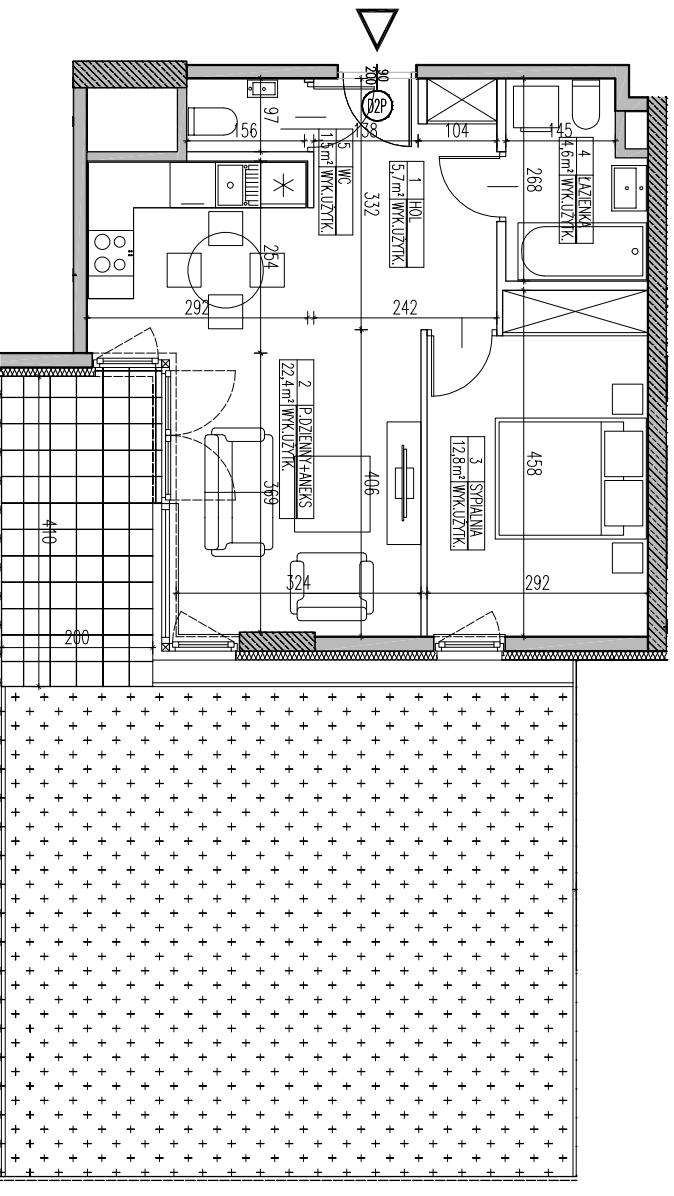 90
200
D2P
156
138
104
145
97
5 WC
1,5m² WYK.UŻYTK.
1 HOL
5,7m² WYK.UŻYTK.
4 ŁAZIENKA
4,6m² WYK.UŻYTK.
332
268
254
292
242
2 P.DZIENNY+ANEKS
22,4m² WYK.UŻYTK.
3 SYPIALNIA
12,8m² WYK.UŻYTK.
406
369
458
410
324
292
200